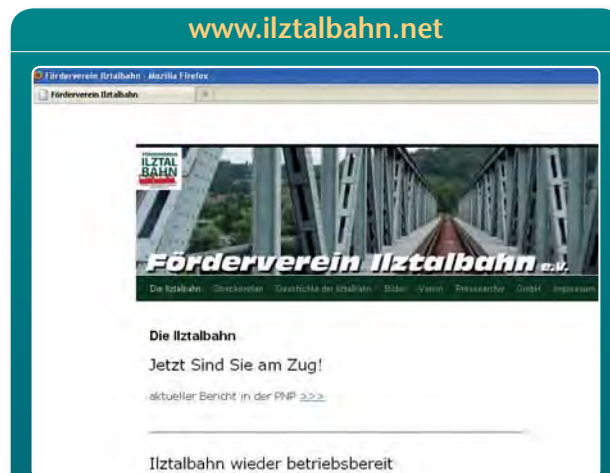 www.ilztalbahn.net
Förderverein Ilztalbahn - Mozilla Firefox
Förderverein Ilztalbahn
FÖRDERVEREIN
ILZTAL
BAHN
Förderverein Ilztalbahn e.V.
Die Ilztalbahn Streckenplan Geschichte der Ilztalbahn Bilder Verein Pressearchiv GmbH Impressum
Die Ilztalbahn
Jetzt Sind Sie am Zug!
aktueller Bericht in der PNP >>>
Ilztalbahn wieder betriebsbereit